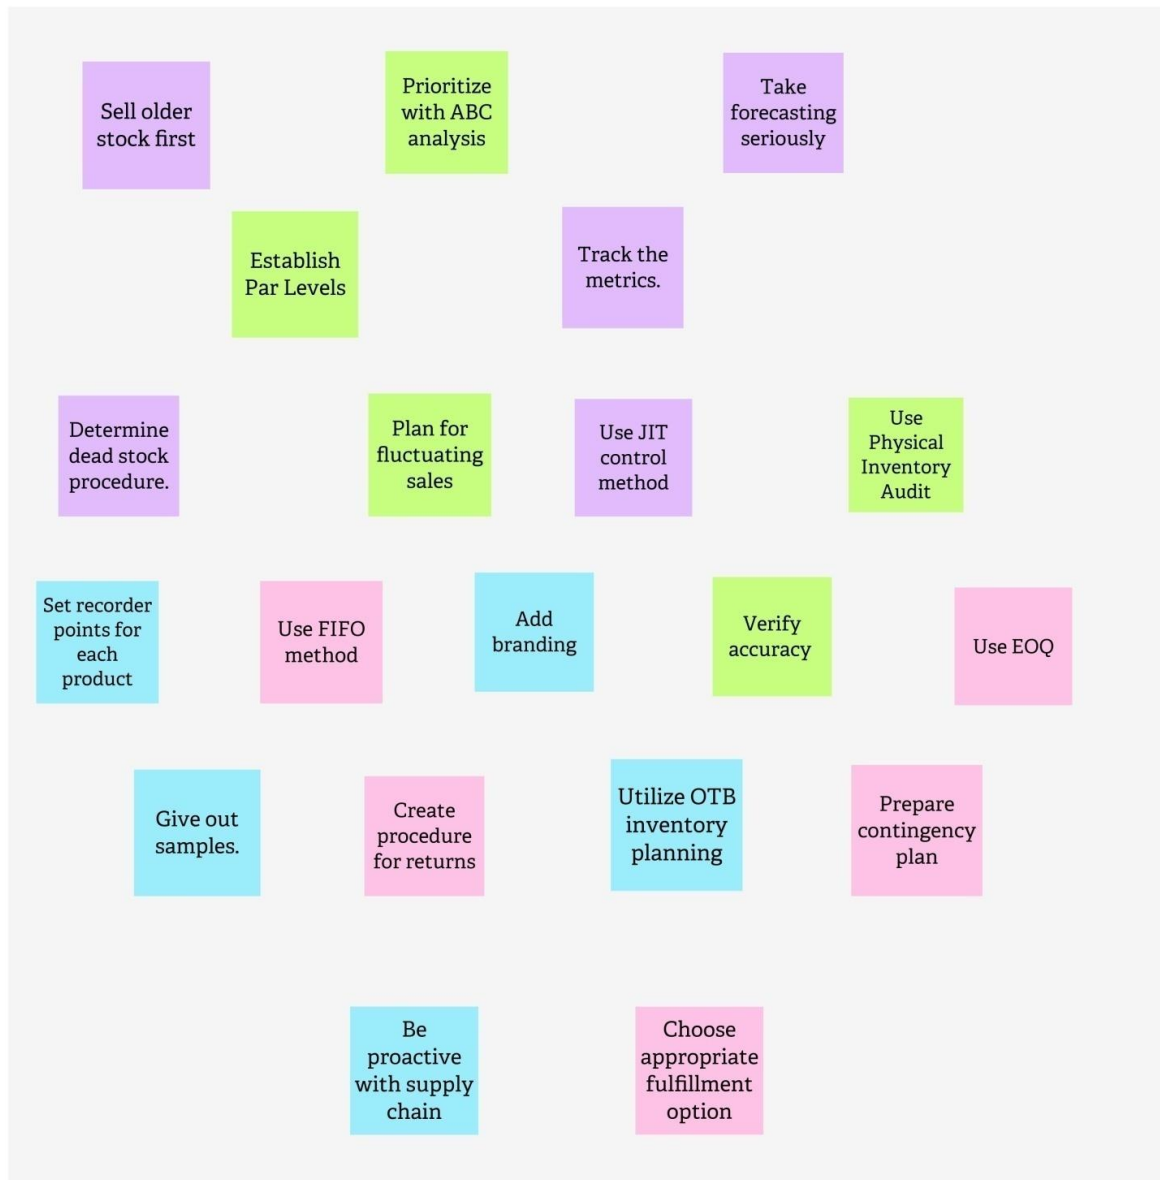 Sell older
stock first
Prioritize
with ABC
analysis
Take
forecasting
seriously
Establish
Par Levels
Track the
metrics.
Determine
dead stock
procedure.
Plan for
fluctuating
sales
Use JIT
control
method
Use
Physical
Inventory
Audit
Set recorder
points for
each
product
Use FIFO
method
Add
branding
Verify
accuracy
Use EOQ
Give out
samples.
Create
procedure
for returns
Utilize OTB
inventory
planning
Prepare
contingency
plan
Be
proactive
with supply
chain
Choose
appropriate
fulfillment
option